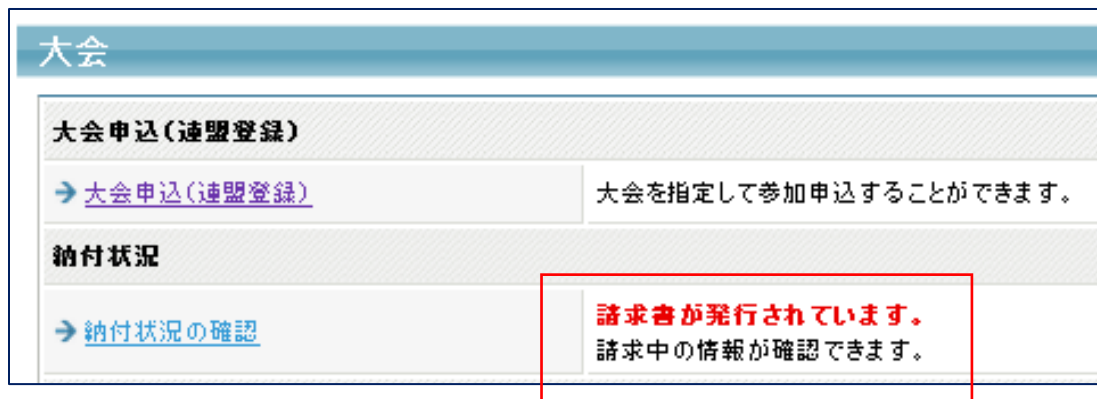 大会
大会申込(連盟登録)
大会申込(連盟登録)
大会を指定して参加申込することができます。
納付状況
納付状況の確認
請求書が発行されています。
請求中の情報が確認できます。